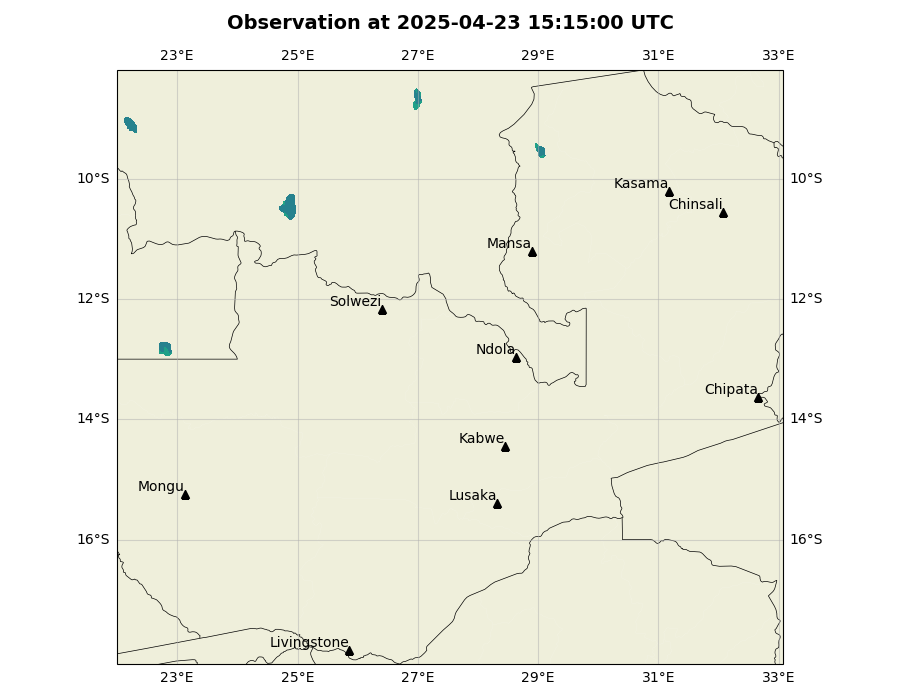 Observation at 2025-04-23 15:15:00 UTC
23°E 25°E 27°E 29°E 31°E 33°E
10°S 10°S
Kasama
Chinsali
Mansa
12°S 12°S
Solwezi
Ndola
Chipata
14°S 14°S
Kabwe
Mongu
Lusaka
16°S 16°S
Livingstone
23°E 25°E 27°E 29°E 31°E 33°E